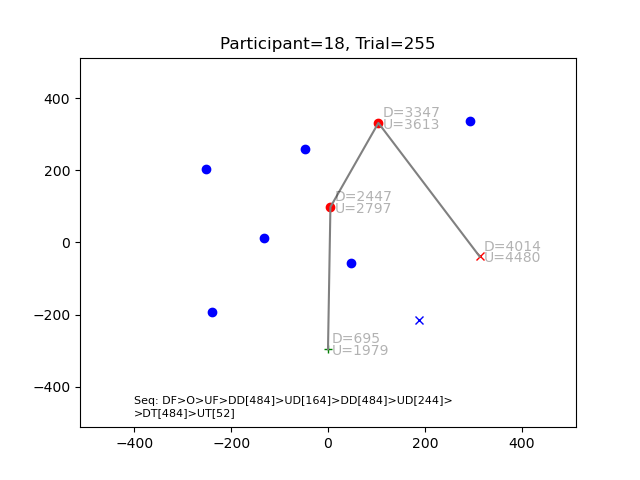 Participant=18, Trial=255
400
200
0
−200
−400
D=3347
U=3613
D=2447
U=2797
D=4014
U=4480
D=695
U=1979
Seq: DF>O>UF>DD[484]>UD[164]>DD[484]>UD[244]>
>DT[484]>UT[52]
−400
−200
0
200
400